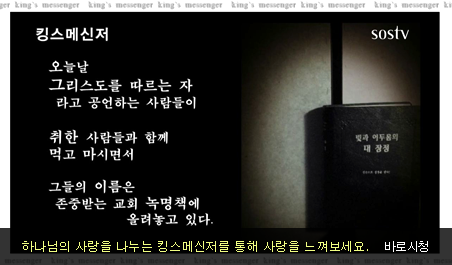 king's messenger king's messenger king's messenger king's messenger king's messenger king's messenger
킹스메신저
sostv
오늘날
그리스도를 따르는 자
라고 공언하는 사람들이
취한 사람들과 함께
먹고 마시면서
그들의 이름은
존중받는 교회 녹명책에
올려놓고 있다.
빛과 어두움의
대 쟁정
하나님의 사랑을 나누는 킹스메신저를 통해 사랑을 느껴보세요. 바로시청